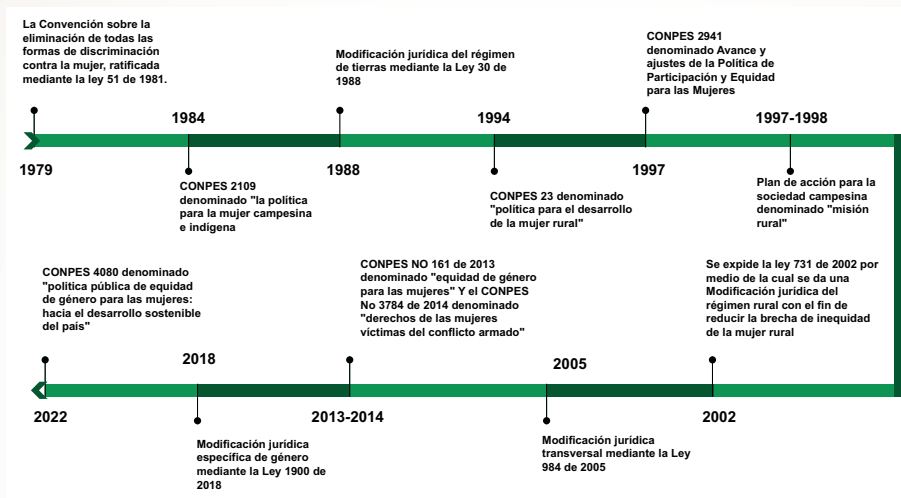 La Convención sobre la
eliminación de todas las
formas de discriminación
contra la mujer, ratificada
mediante la ley 51 de 1981.
1979
1984
CONPES 2109
denominado "la política
para la mujer campesina
e indígena
Modificación jurídica del régimen
de tierras mediante la Ley 30 de
1988
1988
1994
CONPES 23 denominado
"política para el desarrollo
de la mujer rural"
CONPES 2941
denominado Avance y
ajustes de la Política de
Participación y Equidad
para las Mujeres
1997
1997-1998
Plan de acción para la
sociedad campesina
denominado "misión
rural"
Se expide la ley 731 de 2002 por
medio de la cual se da una
Modificación jurídica del
régimen rural con el fin de
reducir la brecha de inequidad
de la mujer rural
2002
2005
Modificación jurídica
transversal mediante la Ley
984 de 2005
CONPES NO 161 de 2013
denominado "equidad de género
para las mujeres" Y el CONPES
No 3784 de 2014 denominado
"derechos de las mujeres
víctimas del conflicto armado"
2013-2014
2018
Modificación jurídica
específica de género
mediante la Ley 1900 de
2018
CONPES 4080 denominado
"politica pública de equidad
de género para las mujeres:
hacia el desarrollo sostenible
del país"
2022